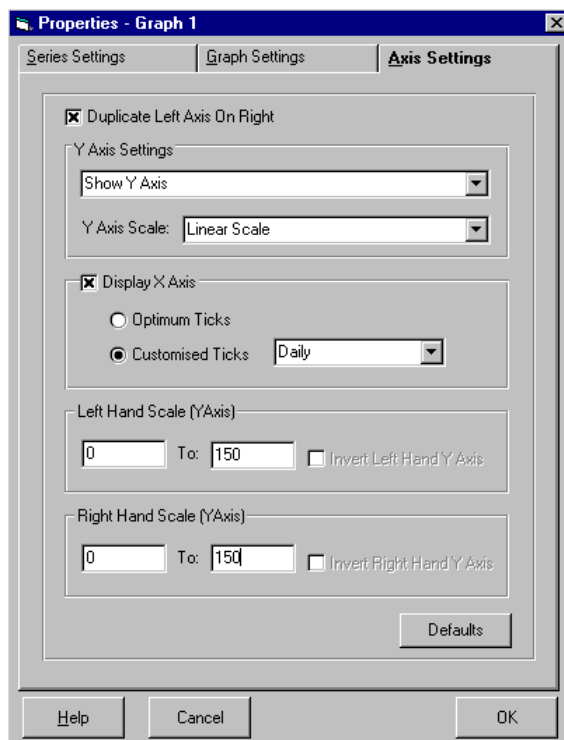 Properties - Graph 1
Series Settings Graph Settings Axis Settings
Duplicate Left Axis On Right
Y Axis Settings
Show Y Axis
Y Axis Scale: Linear Scale
Display X Axis
Optimum Ticks
Customised Ticks Daily
Left Hand Scale (YAxis)
0 To: 150 Invert Left Hand Y Axis
Right Hand Scale (YAxis)
0 To: 150 Invert Right Hand Y Axis
Defaults
Help Cancel OK